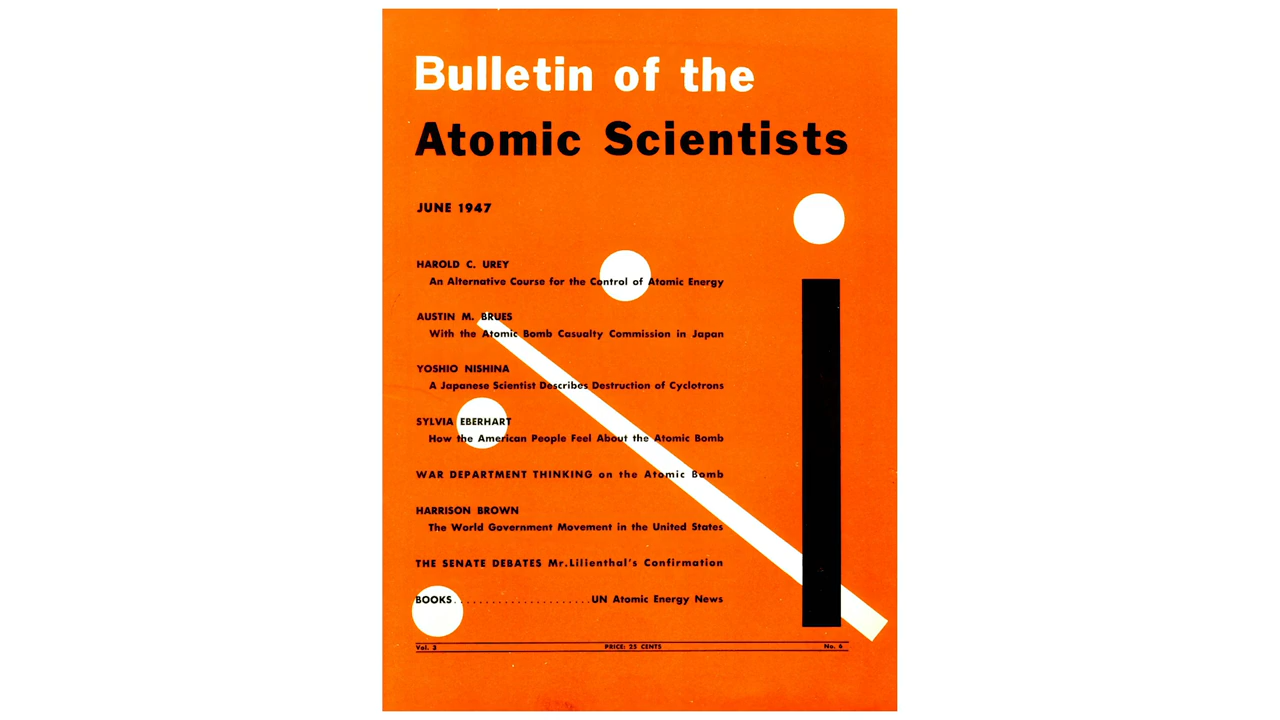 Bulletin of the
Atomic Scientists
JUNE 1947
HAROLD C. UREY
An Alternative Course for the Control of Atomic Energy
AUSTIN M. BRUES
With the Atomic Bomb Casualty Commission in Japan
YOSHIO NISHINA
A Japanese Scientist Describes Destruction of Cyclotrons
SYLVIA EBERHART
How the American People Feel About the Atomic Bomb
WAR DEPARTMENT THINKING on the Atomic Bomb
HARRISON BROWN
The World Government Movement in the United States
THE SENATE DEBATES Mr.Lilienthal's Confirmation
BOOKS......................UN Atomic Energy News
Vol. 3 PRICE: 25 CENTS No. 6